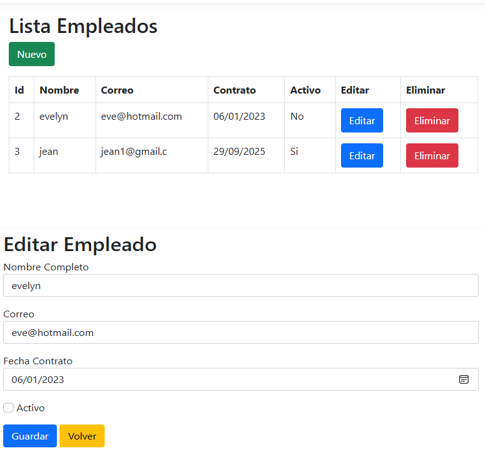 Lista Empleados
Nuevo
Id Nombre Correo Contrato Activo Editar Eliminar
2 evelyn eve@hotmail.com 06/01/2023 No Editar Eliminar
3 jean jean1@gmail.c 29/09/2025 Si Editar Eliminar
Editar Empleado
Nombre Completo
evelyn
Correo
eve@hotmail.com
Fecha Contrato
06/01/2023
Activo
Guardar Volver